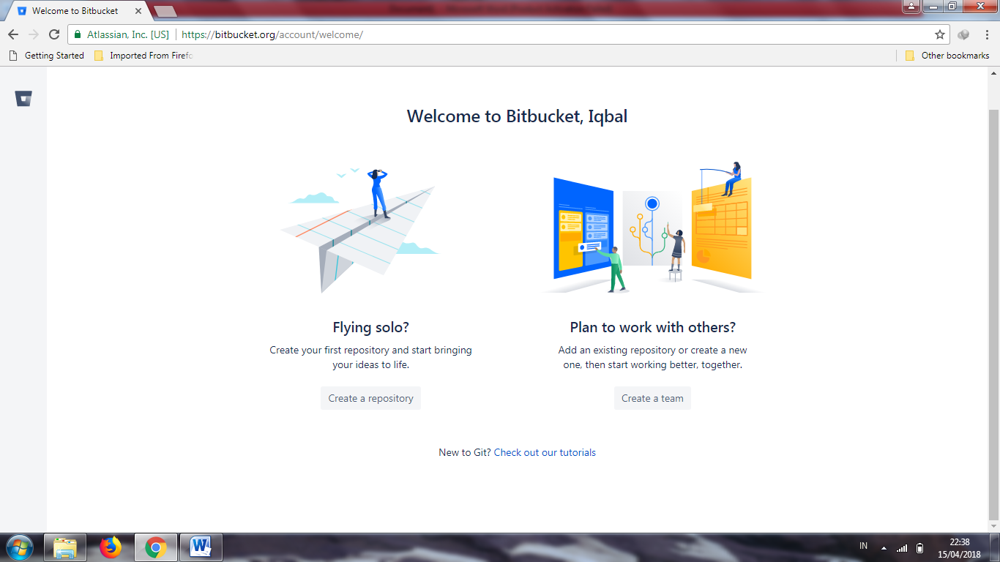 Welcome to Bitbucket
Atlassian, Inc. [US] https://bitbucket.org/account/welcome/
Getting Started Imported From Firefo Other bookmarks
Welcome to Bitbucket, Iqbal
Flying solo?
Create your first repository and start bringing
your ideas to life.
Create a repository
Plan to work with others?
Add an existing repository or create a new
one, then start working better, together.
Create a team
New to Git? Check out our tutorials
IN
22:38
15/04/2018